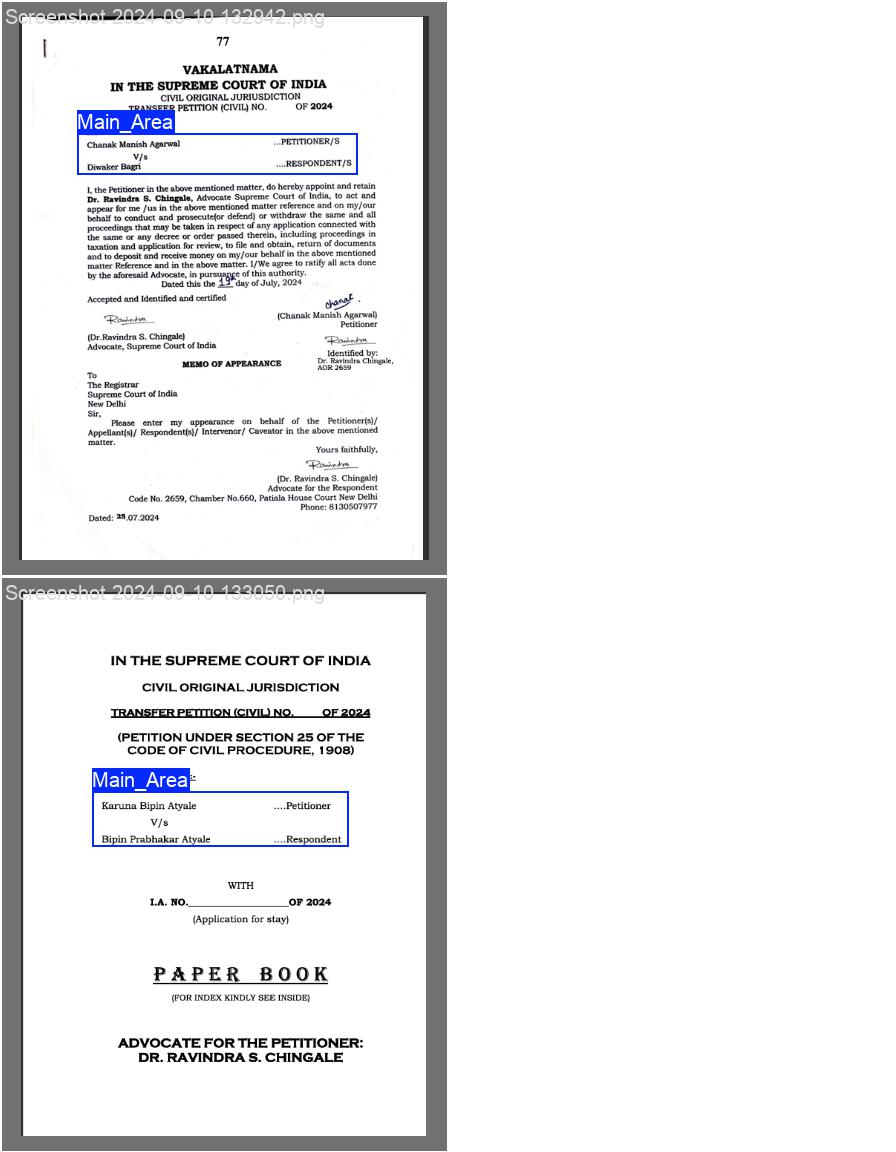 Screenshot 2024-09-10 132942.png
77
VAKALATNAMA
IN THE SUPREME COURT OF INDIA
CIVIL ORIGINAL JURIUSDICTION
TRANSFER PETITION (CIVIL) NO. OF 2024
Main_Area
Chanak Manish Agarwal ...PETITIONER/S
V/s
Diwaker Bagri ....RESPONDENT/S
I, the Petitioner in the above mentioned matter, do hereby appoint and retain
Dr. Ravindra S. Chingale, Advocate Supreme Court of India, to act and
appear for me /us in the above mentioned matter reference and on my/our
behalf to conduct and prosecute(or defend) or withdraw the same and all
proceedings that may be taken in respect of any application connected with
the same or any decree or order passed therein, including proceedings in
taxation and application for review, to file and obtain, return of documents
and to deposit and receive money on my/our behalf in the above mentioned
matter Reference and in the above matter. I/We agree to ratify all acts done
by the aforesaid Advocate, in pursuance of this authority.
Dated this the 19th day of July, 2024
Accepted and Identified and certified
Chanak
Ravindra
(Chanak Manish Agarwal)
Petitioner
(Dr.Ravindra S. Chingale)
Advocate, Supreme Court of India
Ravindra
Identified by:
Dr. Ravindra Chingale,
AOR 2659
MEMO OF APPEARANCE
To
The Registrar
Supreme Court of India
New Delhi
Sir,
Please enter my appearance on behalf of the Petitioner(s)/
Appellant(s)/ Respondent(s)/ Intervenor/ Caveator in the above mentioned
matter.
Yours faithfully,
Ravindra
(Dr. Ravindra S. Chingale)
Advocate for the Respondent
Code No. 2659, Chamber No.660, Patiala House Court New Delhi
Phone: 8130507977
Dated: 25.07.2024
Screenshot 2024-09-10 133050.png
IN THE SUPREME COURT OF INDIA
CIVIL ORIGINAL JURISDICTION
TRANSFER PETITION (CIVIL) NO. OF 2024
(PETITION UNDER SECTION 25 OF THE
CODE OF CIVIL PROCEDURE, 1908)
Main_Area :-
Karuna Bipin Atyale ....Petitioner
V/s
Bipin Prabhakar Atyale ....Respondent
WITH
I.A. NO.____________________OF 2024
(Application for stay)
PAPER BOOK
(FOR INDEX KINDLY SEE INSIDE)
ADVOCATE FOR THE PETITIONER:
DR. RAVINDRA S. CHINGALE